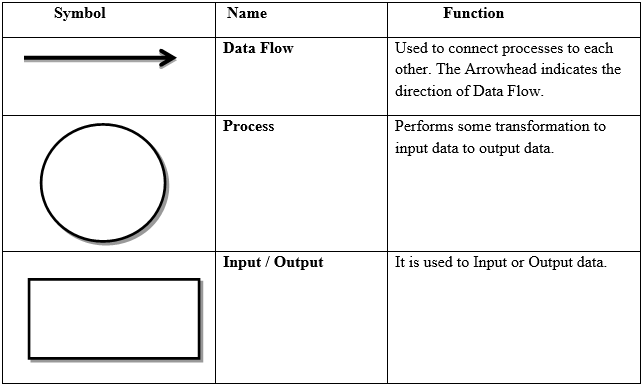 Symbol Name Function
Data Flow Used to connect processes to each
other. The Arrowhead indicates the
direction of Data Flow.
Process Performs some transformation to
input data to output data.
Input / Output It is used to Input or Output data.